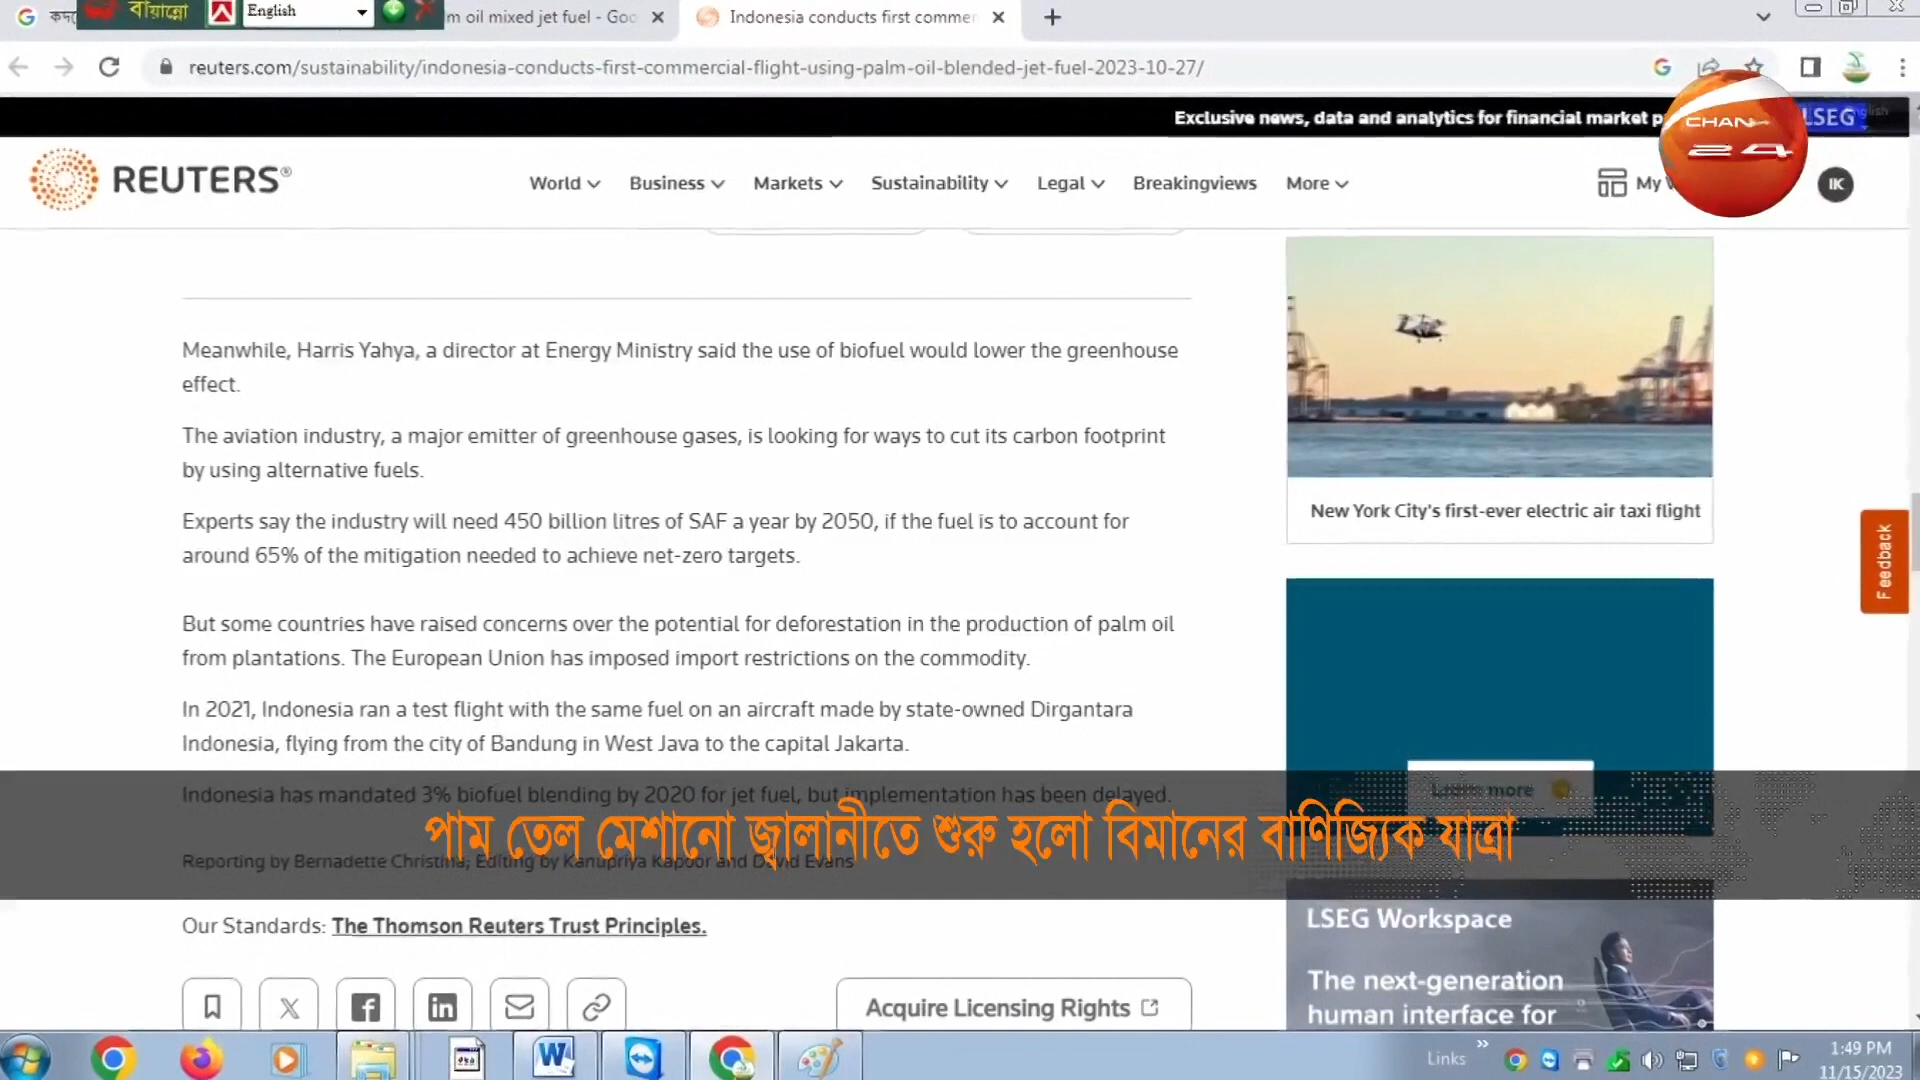 বায়ান্নো
English
m oil mixed jet fuel - Goo
Indonesia conducts first commer
reuters.com/sustainability/indonesia-conducts-first-commercial-flight-using-palm-oil-blended-jet-fuel-2023-10-27/
Exclusive news, data and analytics for financial market p
LSEG
CHAN
24
REUTERS®
World
Business
Markets
Sustainability
Legal
Breakingviews
More
My
IK
Meanwhile, Harris Yahya, a director at Energy Ministry said the use of biofuel would lower the greenhouse
effect.
The aviation industry, a major emitter of greenhouse gases, is looking for ways to cut its carbon footprint
by using alternative fuels.
Experts say the industry will need 450 billion litres of SAF a year by 2050, if the fuel is to account for
around 65% of the mitigation needed to achieve net-zero targets.
But some countries have raised concerns over the potential for deforestation in the production of palm oil
from plantations. The European Union has imposed import restrictions on the commodity.
In 2021, Indonesia ran a test flight with the same fuel on an aircraft made by state-owned Dirgantara
Indonesia, flying from the city of Bandung in West Java to the capital Jakarta.
Indonesia has mandated 3% biofuel blending by 2020 for jet fuel, but implementation has been delayed.
পাম তেল মেশানো জ্বালানীতে শুরু হলো বিমানের বাণিজ্যিক যাত্রা
Reporting by Bernadette Christina; Editing by Kanupriya Kapoor and David Evans
Our Standards: The Thomson Reuters Trust Principles.
Acquire Licensing Rights
New York City's first-ever electric air taxi flight
Feedback
Learn more
LSEG Workspace
The next-generation
human interface for
Links
1:49 PM
11/15/2023